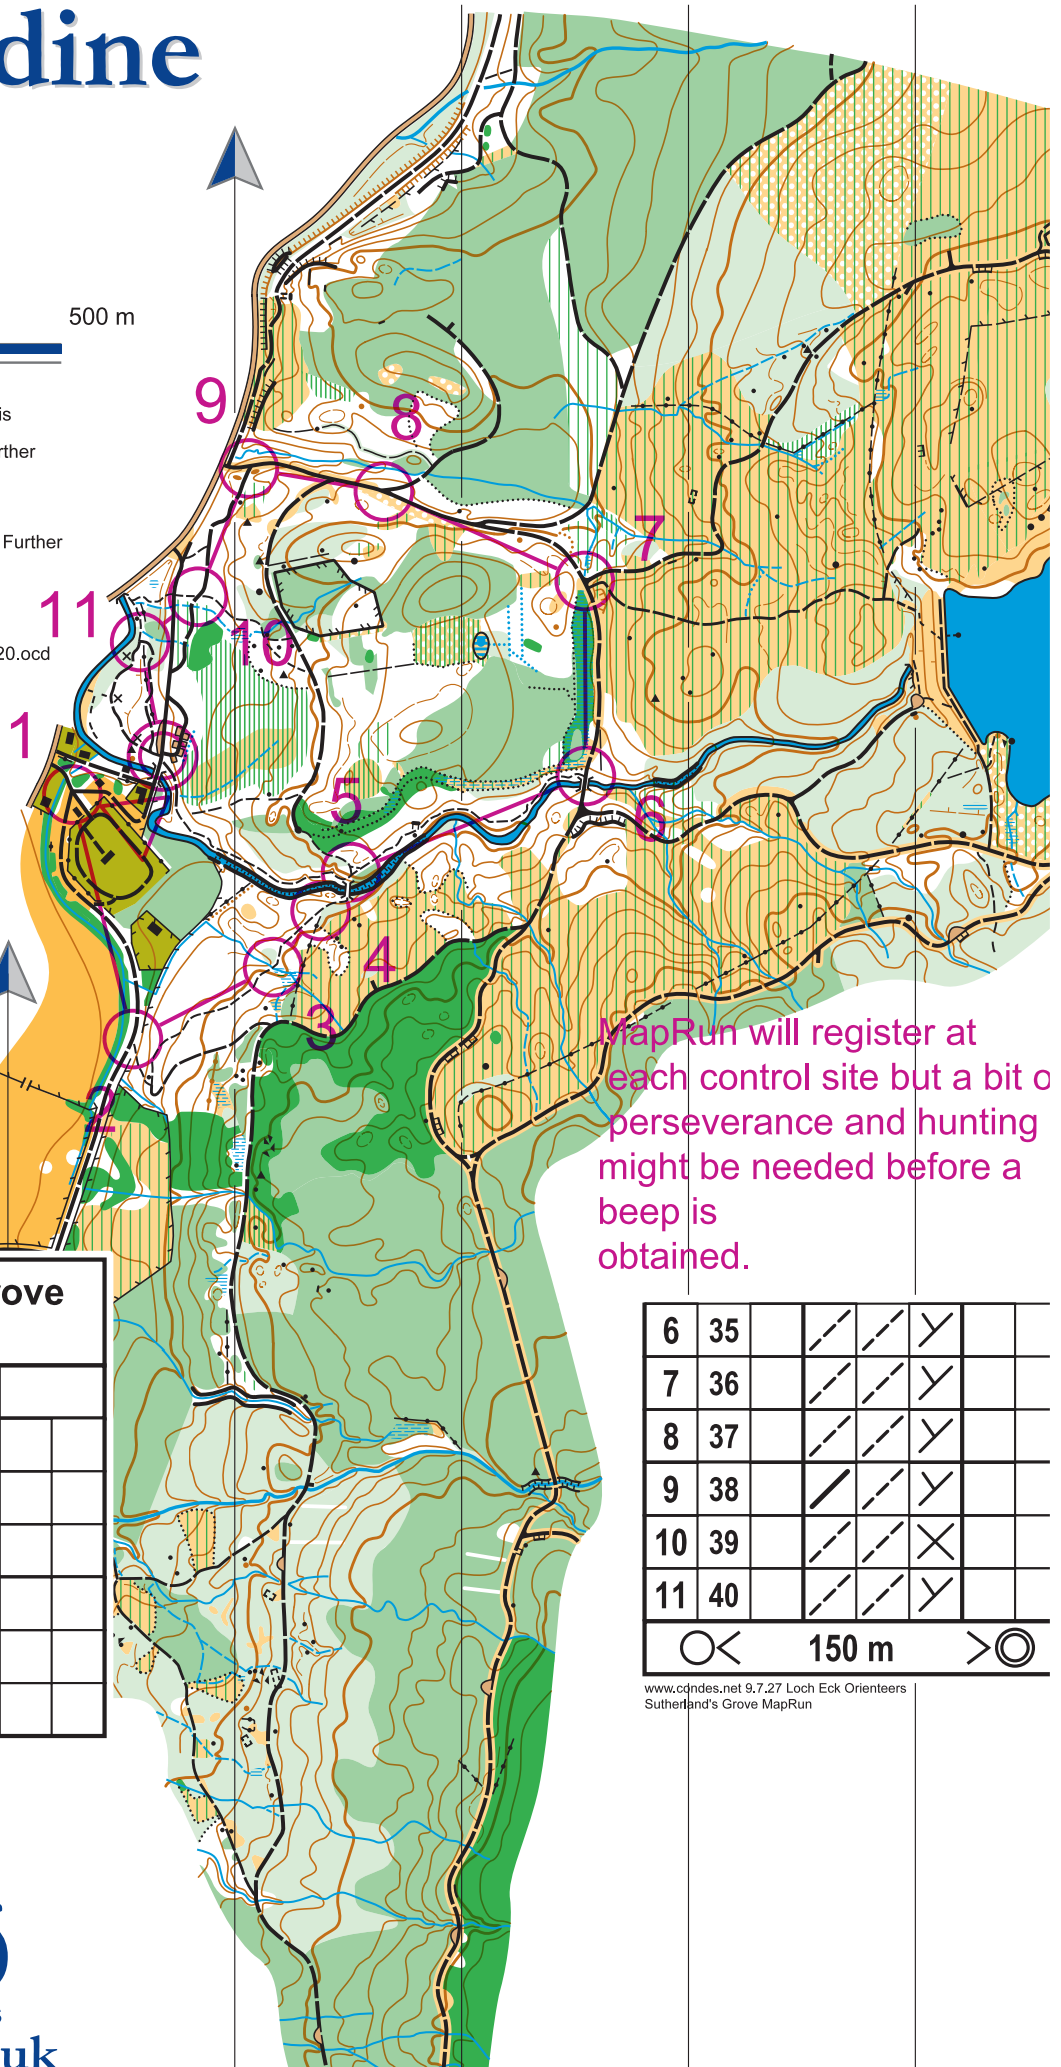 dine
500 m
is
rther
Further
20.ocd
9
8
7
11
10
1
5
6
4
3
2
MapRun will register at
each control site but a bit o
perseverance and hunting
might be needed before a
beep is
obtained.
rove
6 35
7 36
8 37
9 38
10 39
11 40
150 m
www.condes.net 9.7.27 Loch Eck Orienteers
Sutherland's Grove MapRun
s
uk